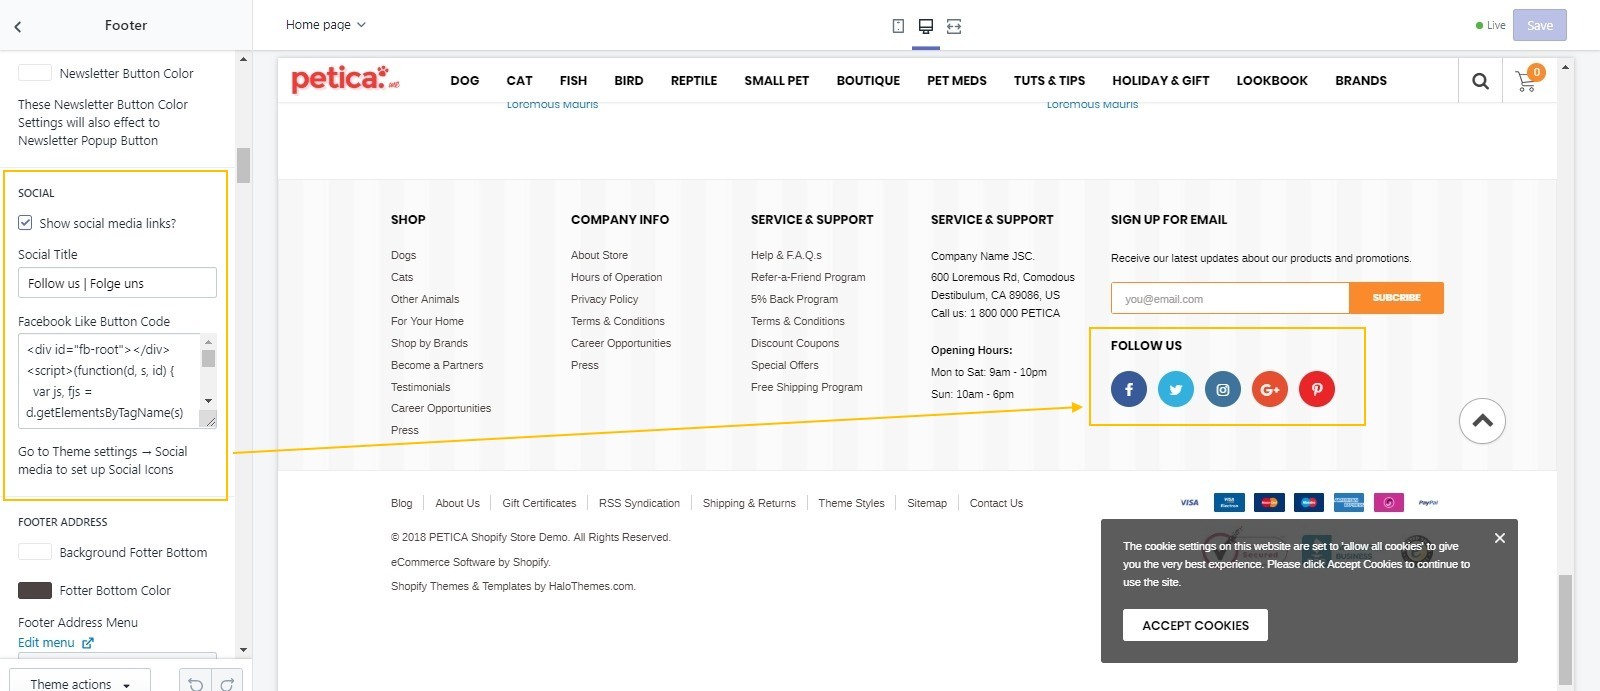 Footer
Home page
Live
Save
Newsletter Button Color
These Newsletter Button Color
Settings will also effect to
Newsletter Popup Button
SOCIAL
Show social media links?
Social Title
Follow us | Folge uns
Facebook Like Button Code
<div id="fb-root"></div>
<script>(function(d, s, id) {
var js, fjs =
d.getElementsByTagName(s)
Go to Theme settings → Social
media to set up Social Icons
FOOTER ADDRESS
Background Fotter Bottom
Fotter Bottom Color
Footer Address Menu
Edit menu
Theme actions
petica. me
DOG CAT FISH BIRD REPTILE SMALL PET BOUTIQUE PET MEDS TUTS & TIPS HOLIDAY & GIFT LOOKBOOK BRANDS
0
Loremous Mauris
Loremous Mauris
SHOP
Dogs
Cats
Other Animals
For Your Home
Shop by Brands
Become a Partners
Testimonials
Career Opportunities
Press
COMPANY INFO
About Store
Hours of Operation
Privacy Policy
Terms & Conditions
Career Opportunities
Press
SERVICE & SUPPORT
Help & F.A.Q.s
Refer-a-Friend Program
5% Back Program
Terms & Conditions
Discount Coupons
Special Offers
Free Shipping Program
SERVICE & SUPPORT
Company Name JSC.
600 Loremous Rd, Comodous
Destibulum, CA 89086, US
Call us: 1 800 000 PETICA
Opening Hours:
Mon to Sat: 9am - 10pm
Sun: 10am - 6pm
SIGN UP FOR EMAIL
Receive our latest updates about our products and promotions.
you@email.com
SUBCRIBE
FOLLOW US
f
G+
Blog About Us Gift Certificates RSS Syndication Shipping & Returns Theme Styles Sitemap Contact Us
VISA VISA Electron PayPal
© 2018 PETICA Shopify Store Demo. All Rights Reserved.
eCommerce Software by Shopify.
Shopify Themes & Templates by HaloThemes.com.
The cookie settings on this website are set to 'allow all cookies' to give
you the very best experience. Please click Accept Cookies to continue to
use the site.
ACCEPT COOKIES